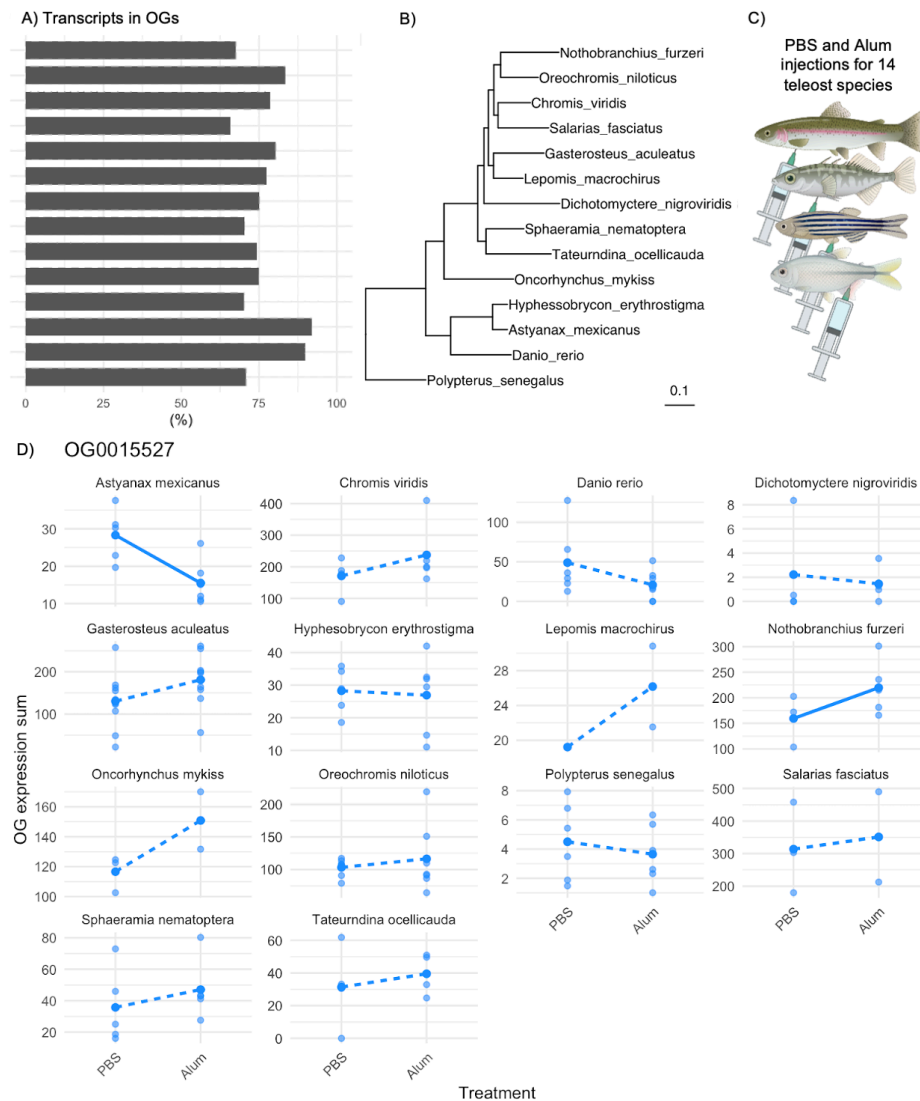 A) Transcripts in OGs
0 25 50 75 100
(%)
B)
Nothobranchius_furzeri
Oreochromis_niloticus
Chromis_viridis
Salarias_fasciatus
Gasterosteus_aculeatus
Lepomis_macrochirus
Dichotomyctere_nigroviridis
Sphaeramia_nematoptera
Tateurndina_ocellicauda
Oncorhynchus_mykiss
Hyphessobrycon_erythrostigma
Astyanax_mexicanus
Danio_rerio
Polypterus_senegalus
0.1
C)
PBS and Alum
injections for 14
teleost species
D) OG0015527
OG expression sum
Astyanax mexicanus
30
20
10
Chromis viridis
400
300
200
100
Danio rerio
100
50
0
Dichotomyctere nigroviridis
8
6
4
2
0
Gasterosteus aculeatus
200
100
Hyphesobrycon erythrostigma
40
30
20
10
Lepomis macrochirus
28
24
20
Nothobranchius furzeri
300
250
200
150
100
Oncorhynchus mykiss
160
140
120
100
Oreochromis niloticus
200
150
100
50
Polypterus senegalus
8
6
4
2
PBS Alum
Salarias fasciatus
500
400
300
200
PBS Alum
Sphaeramia nematoptera
80
60
40
20
PBS Alum
Tateurndina ocellicauda
60
40
20
0
PBS Alum
Treatment